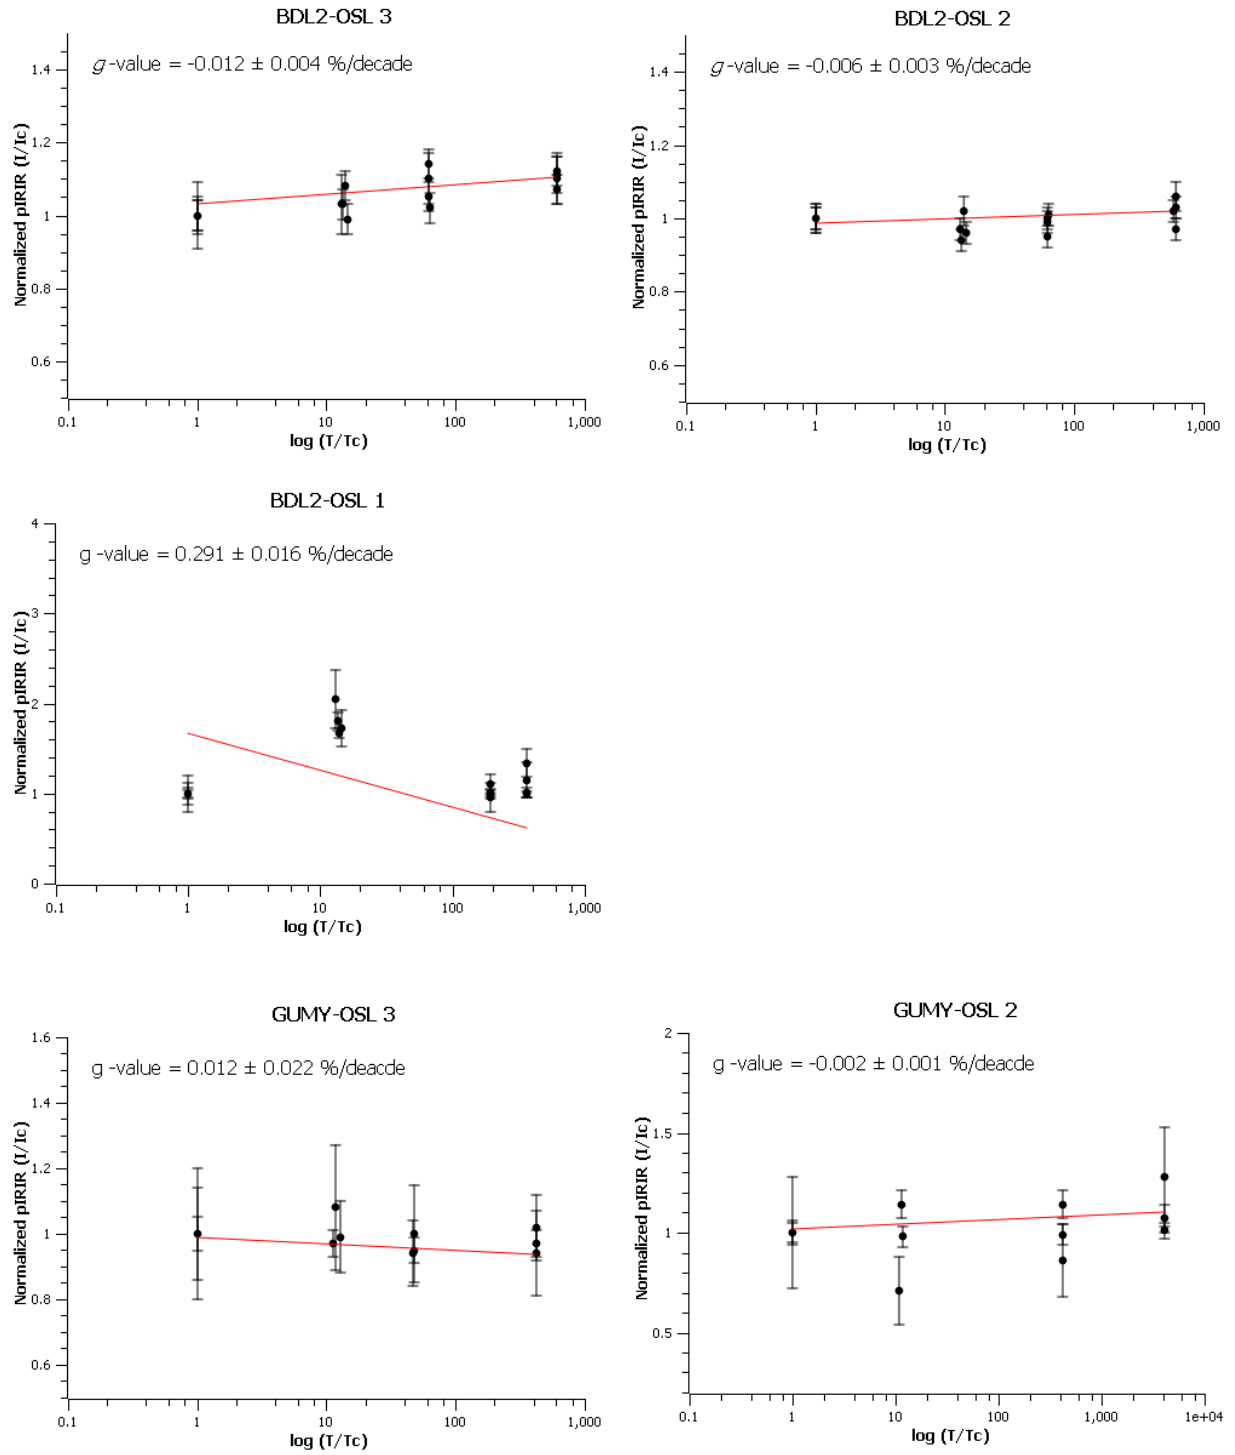 BDL2-OSL 3
g-value = -0.012 ± 0.004 %/decade
Normalized pIRIR (I/Ic)
1.4
1.2
1
0.8
0.6
0.1
1
10
100
1,000
log (T/Tc)
BDL2-OSL 2
g-value = -0.006 ± 0.003 %/decade
Normalized pIRIR (I/Ic)
1.4
1.2
1
0.8
0.6
0.1
1
10
100
1,000
log (T/Tc)
BDL2-OSL 1
g -value = 0.291 ± 0.016 %/decade
Normalized pIRIR (I/Ic)
4
3
2
1
0
0.1
1
10
100
1,000
log (T/Tc)
GUMY-OSL 3
g -value = 0.012 ± 0.022 %/deacde
Normalized pIRIR (I/Ic)
1.6
1.4
1.2
1
0.8
0.6
0.1
1
10
100
1,000
log (T/Tc)
GUMY-OSL 2
g -value = -0.002 ± 0.001 %/deacde
Normalized pIRIR (I/Ic)
2
1.5
1
0.5
0.1
1
10
100
1,000
1e+04
log (T/Tc)